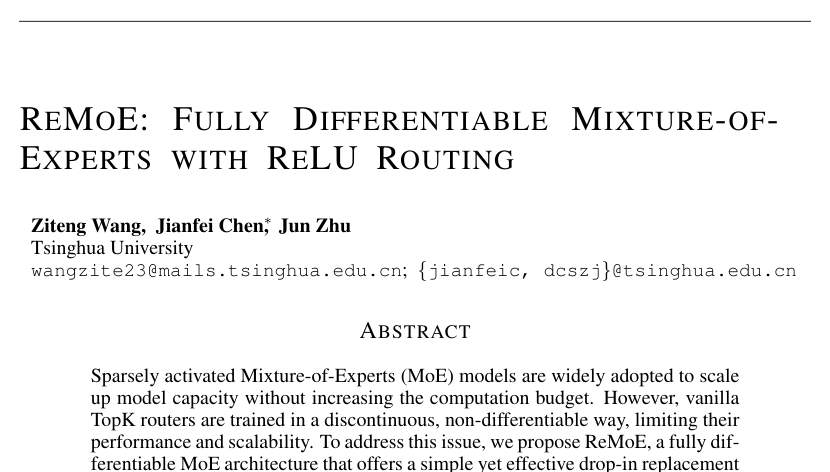 REMOE: FULLY DIFFERENTIABLE MIXTURE-OF-
EXPERTS WITH RELU ROUTING
Ziteng Wang, Jianfei Chen,* Jun Zhu
Tsinghua University
wangzite23@mails.tsinghua.edu.cn; {jianfeic, dcszj}@tsinghua.edu.cn
ABSTRACT
Sparsely activated Mixture-of-Experts (MoE) models are widely adopted to scale
up model capacity without increasing the computation budget. However, vanilla
TopK routers are trained in a discontinuous, non-differentiable way, limiting their
performance and scalability. To address this issue, we propose ReMoE, a fully dif-
ferentiable MoE architecture that offers a simple yet effective drop-in replacement